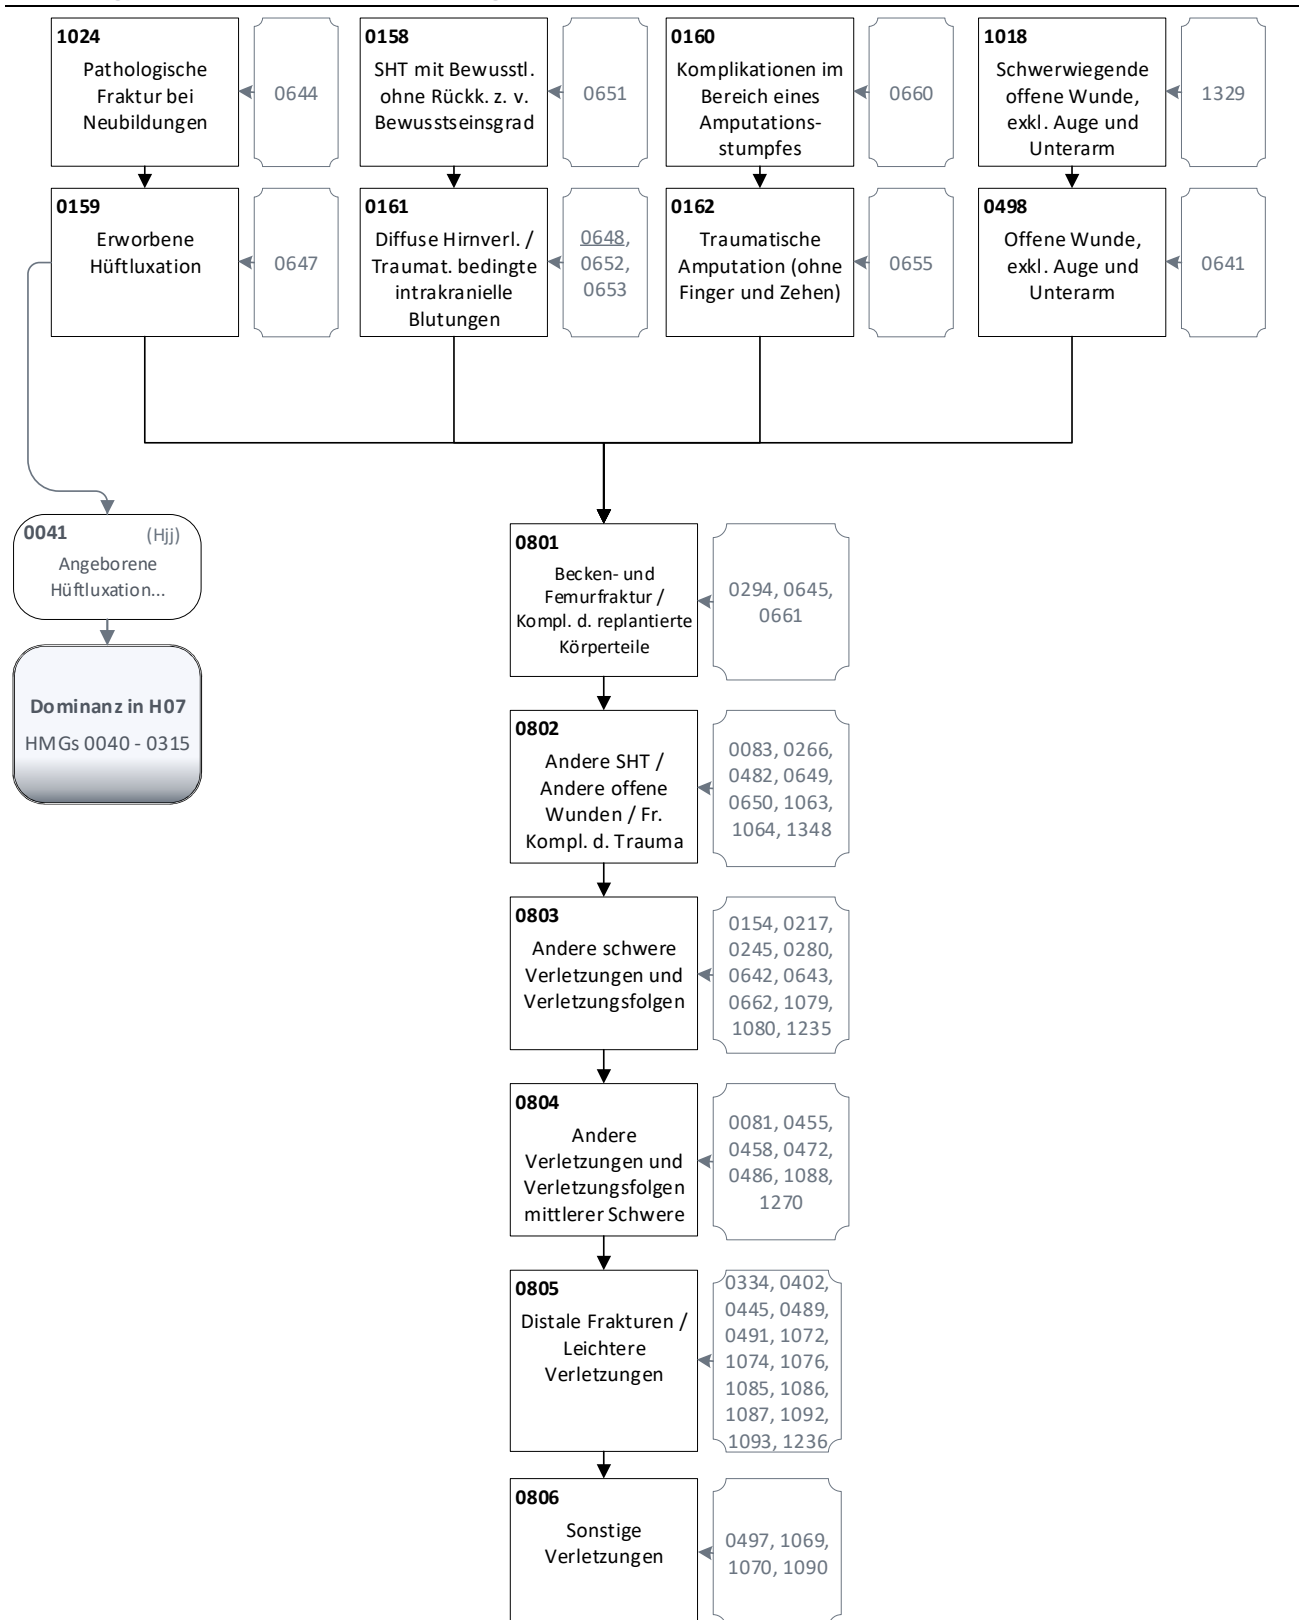 1024
Pathologische
Fraktur bei
Neubildungen
0644
0158
SHT mit Bewusstl.
ohne Rückk. z. v.
Bewusstseinsgrad
0651
0160
Komplikationen im
Bereich eines
Amputations-
stumpfes
0660
1018
Schwerwiegende
offene Wunde,
exkl. Auge und
Unterarm
1329
0159
Erworbene
Hüftluxation
0647
0161
Diffuse Hirnverl. /
Traumat. bedingte
intrakranielle
Blutungen
0648,
0652,
0653
0162
Traumatische
Amputation (ohne
Finger und Zehen)
0655
0498
Offene Wunde,
exkl. Auge und
Unterarm
0641
0041 (Hjj)
Angeborene
Hüftluxation...
Dominanz in H07
HMGs 0040 - 0315
0801
Becken- und
Femurfraktur /
Kompl. d. replantierte
Körperteile
0294, 0645,
0661
0802
Andere SHT /
Andere offene
Wunden / Fr.
Kompl. d. Trauma
0083, 0266,
0482, 0649,
0650, 1063,
1064, 1348
0803
Andere schwere
Verletzungen und
Verletzungsfolgen
0154, 0217,
0245, 0280,
0642, 0643,
0662, 1079,
1080, 1235
0804
Andere
Verletzungen und
Verletzungsfolgen
mittlerer Schwere
0081, 0455,
0458, 0472,
0486, 1088,
1270
0805
Distale Frakturen /
Leichtere
Verletzungen
0334, 0402,
0445, 0489,
0491, 1072,
1074, 1076,
1085, 1086,
1087, 1092,
1093, 1236
0806
Sonstige
Verletzungen
0497, 1069,
1070, 1090